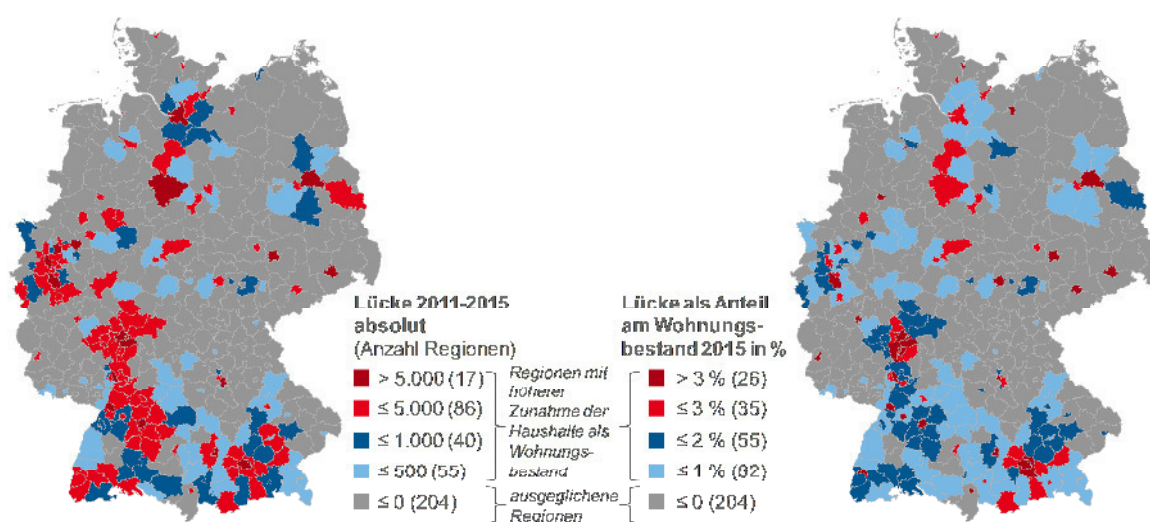 Lücke 2011-2015
absolut
(Anzahl Regionen)
> 5.000 (17)
≤ 5.000 (86)
≤ 1.000 (40)
≤ 500 (55)
≤ 0 (204)
Regionen mit
höherer
Zunahme der
Haushalte als
Wohnungs-
bestand
ausgeglichene
Regionen
Lücke als Anteil
am Wohnungs-
bestand 2015 in %
> 3 % (26)
≤ 3 % (35)
≤ 2 % (55)
≤ 1 % (82)
≤ 0 (204)